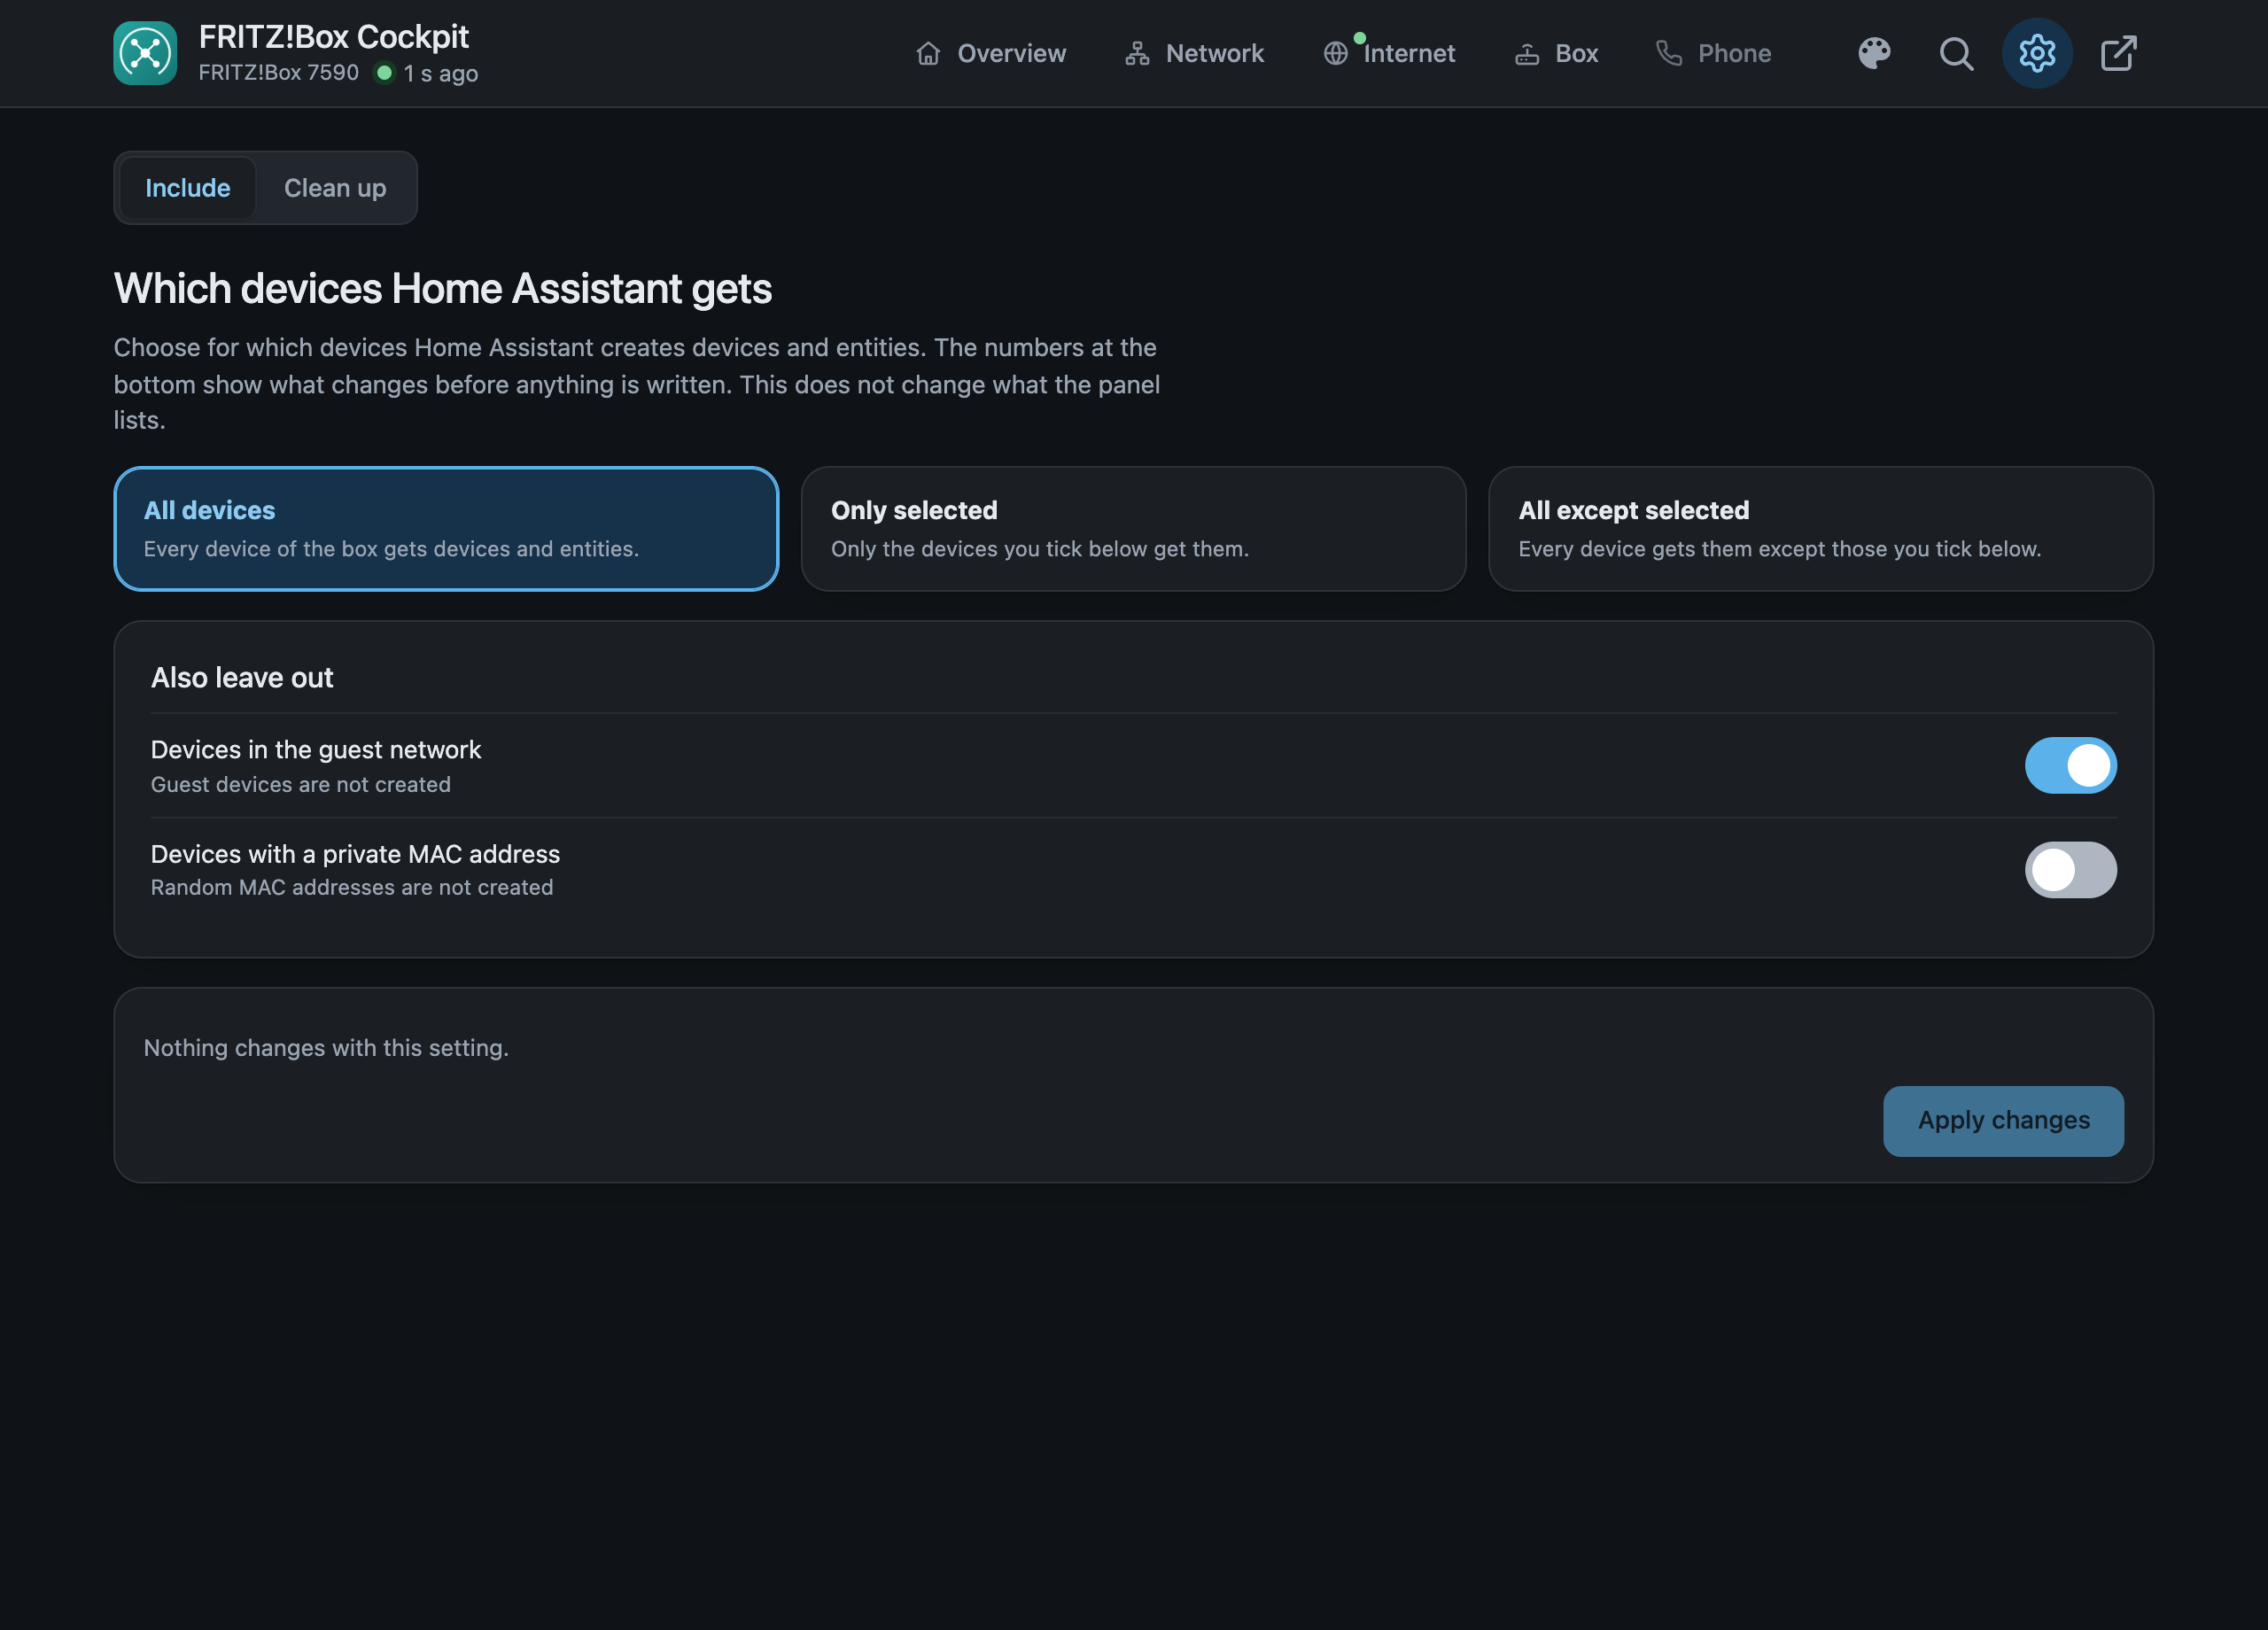 FRITZ!Box Cockpit
FRITZ!Box 7590 1 s ago
Overview
Network
Internet
Box
Phone
Include
Clean up
Which devices Home Assistant gets
Choose for which devices Home Assistant creates devices and entities. The numbers at the
bottom show what changes before anything is written. This does not change what the panel
lists.
All devices
Every device of the box gets devices and entities.
Only selected
Only the devices you tick below get them.
All except selected
Every device gets them except those you tick below.
Also leave out
Devices in the guest network
Guest devices are not created
Devices with a private MAC address
Random MAC addresses are not created
Nothing changes with this setting.
Apply changes